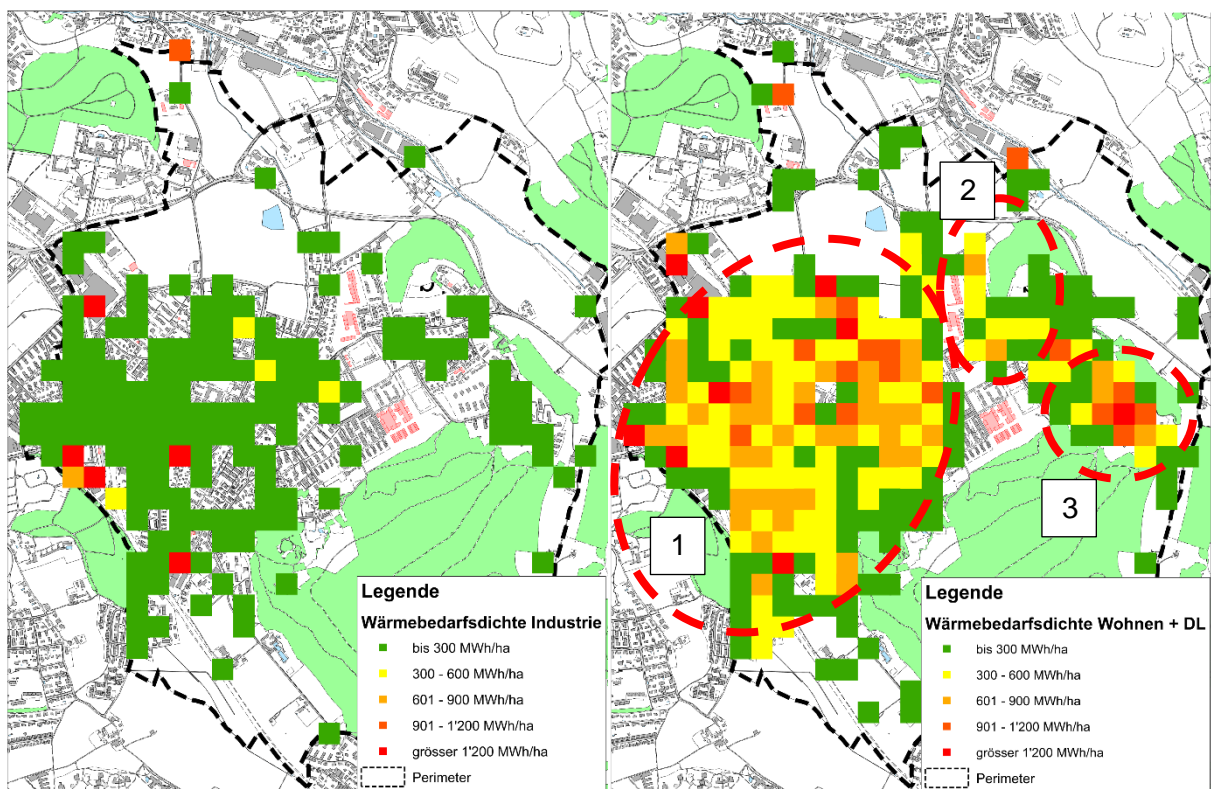 Legende
Wärmebedarfsdichte Industrie
bis 300 MWh/ha
300 - 600 MWh/ha
601 - 900 MWh/ha
901 - 1'200 MWh/ha
grösser 1'200 MWh/ha
Perimeter
1
2
3
Legende
Wärmebedarfsdichte Wohnen + DL
bis 300 MWh/ha
300 - 600 MWh/ha
601 - 900 MWh/ha
901 - 1'200 MWh/ha
grösser 1'200 MWh/ha
Perimeter